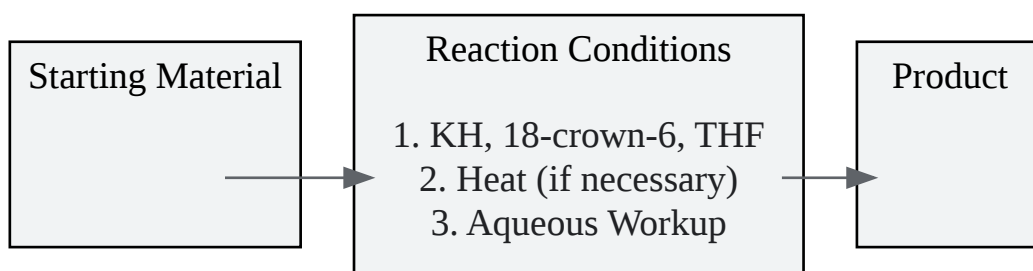 Starting Material
Reaction Conditions
1. KH, 18-crown-6, THF
2. Heat (if necessary)
3. Aqueous Workup
Product